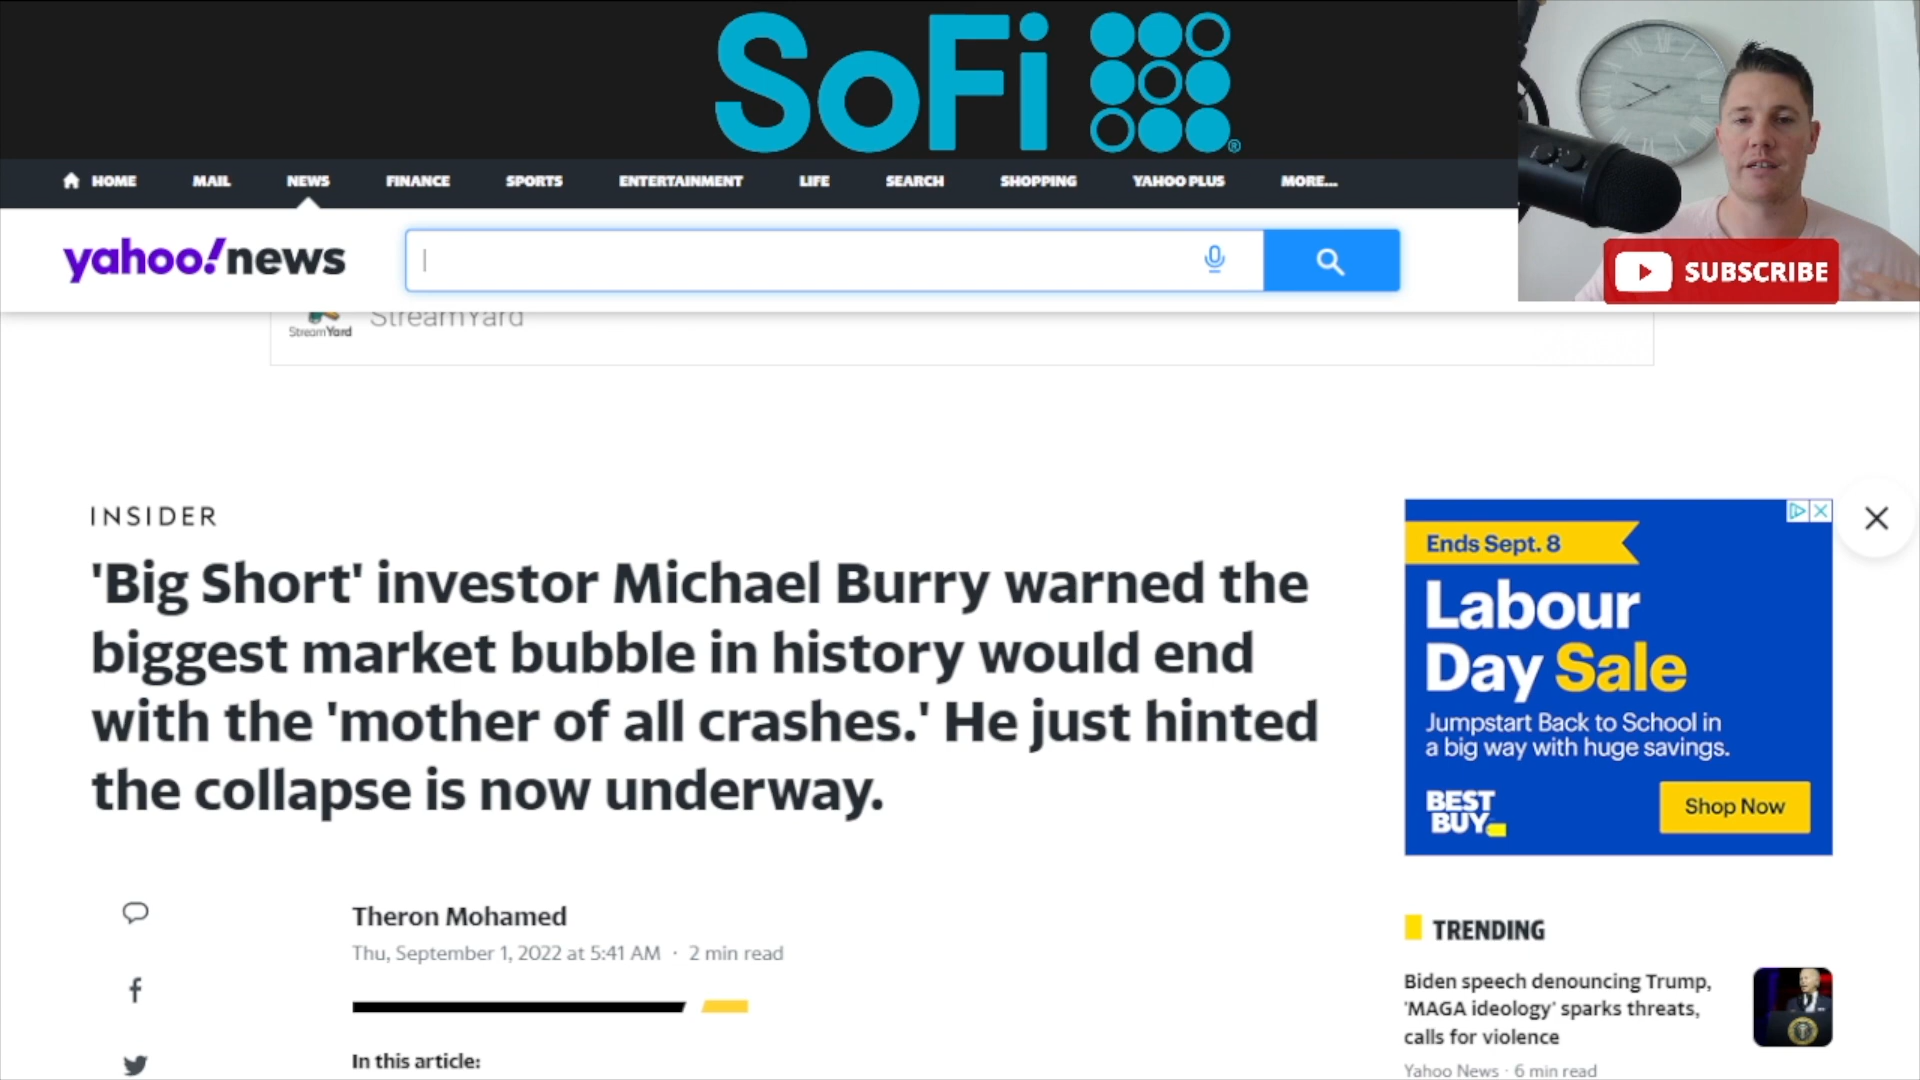 SoFi
®
HOME MAIL NEWS FINANCE SPORTS ENTERTAINMENT LIFE SEARCH SHOPPING YAHOO PLUS MORE...
yahoo!news
SUBSCRIBE
StreamYard StreamYard
INSIDER
'Big Short' investor Michael Burry warned the
biggest market bubble in history would end
with the 'mother of all crashes.' He just hinted
the collapse is now underway.
Theron Mohamed
Thu, September 1, 2022 at 5:41 AM · 2 min read
In this article:
Ends Sept. 8
Labour
Day Sale
Jumpstart Back to School in
a big way with huge savings.
BEST
BUY
Shop Now
TRENDING
Biden speech denouncing Trump,
'MAGA ideology' sparks threats,
calls for violence
Yahoo News · 6 min read